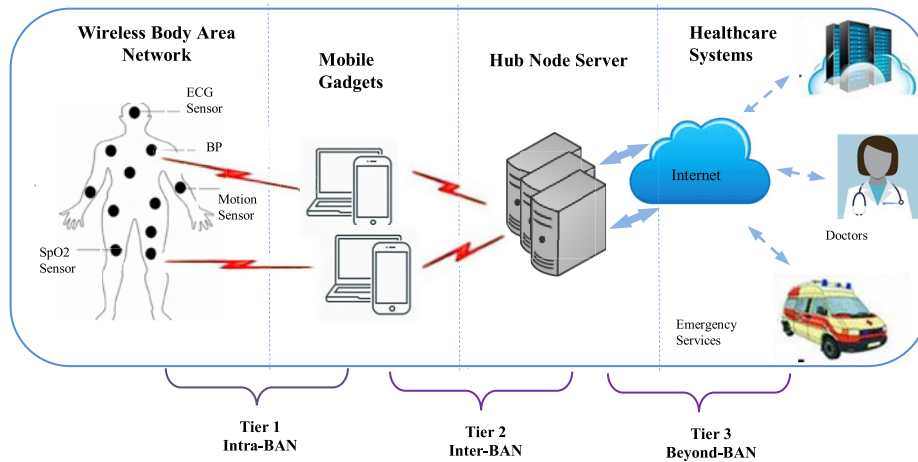 Wireless Body Area
Network
Mobile
Gadgets
Hub Node Server
Healthcare
Systems
ECG
Sensor
BP
Motion
Sensor
SpO2
Sensor
Internet
Doctors
Emergency
Services
Tier 1
Intra-BAN
Tier 2
Inter-BAN
Tier 3
Beyond-BAN